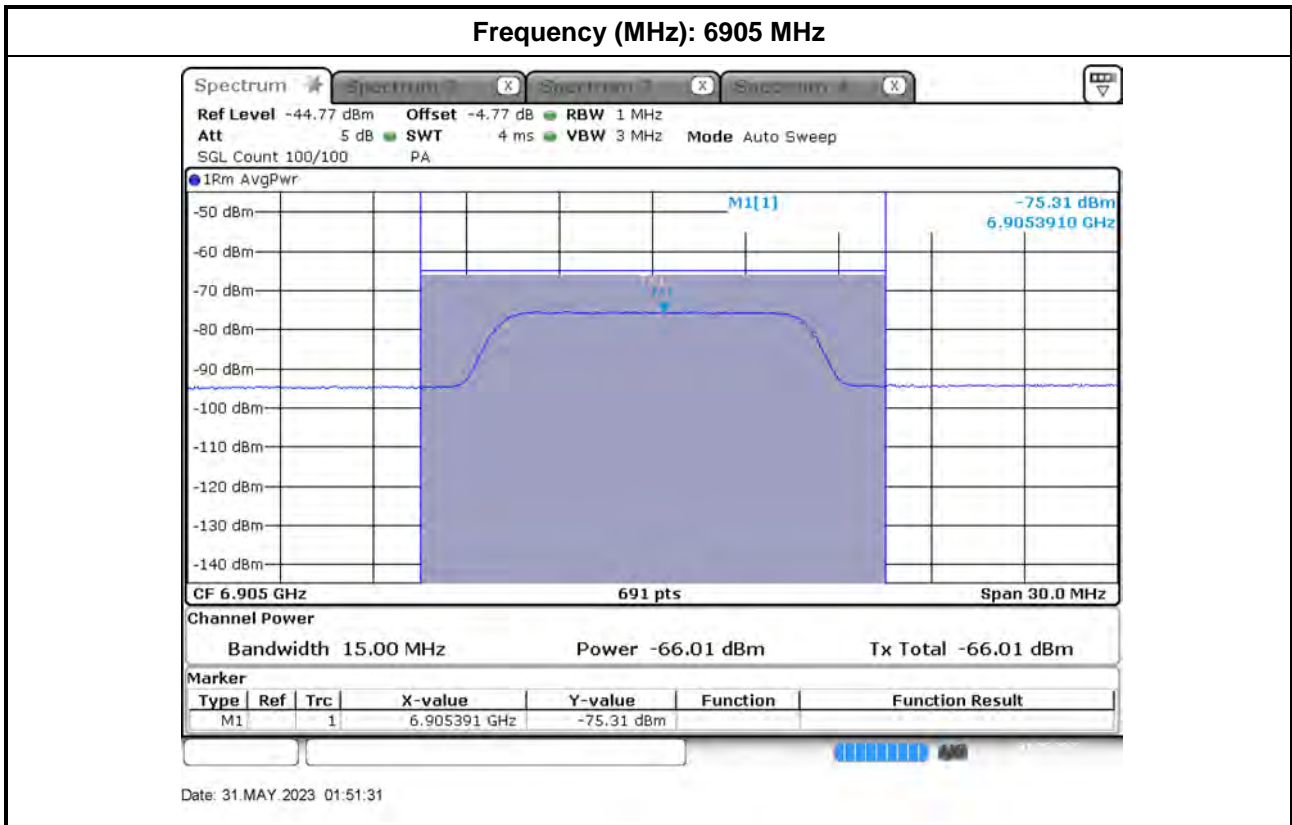 Frequency (MHz): 6905 MHz
Spectrum
Ref Level -44.77 dBm Offset -4.77 dB RBW 1 MHz
Att 5 dB SWT 4 ms VBW 3 MHz Mode Auto Sweep
SGL Count 100/100 PA
1Rm AvgPwr
M1[1] -75.31 dBm
6.9053910 GHz
-50 dBm
-60 dBm
-70 dBm
-80 dBm
-90 dBm
-100 dBm
-110 dBm
-120 dBm
-130 dBm
-140 dBm
CF 6.905 GHz 691 pts Span 30.0 MHz
Channel Power
Bandwidth 15.00 MHz Power -66.01 dBm Tx Total -66.01 dBm
Marker
Type Ref Trc X-value Y-value Function Function Result
M1 1 6.905391 GHz -75.31 dBm
Date: 31.MAY.2023 01:51:31